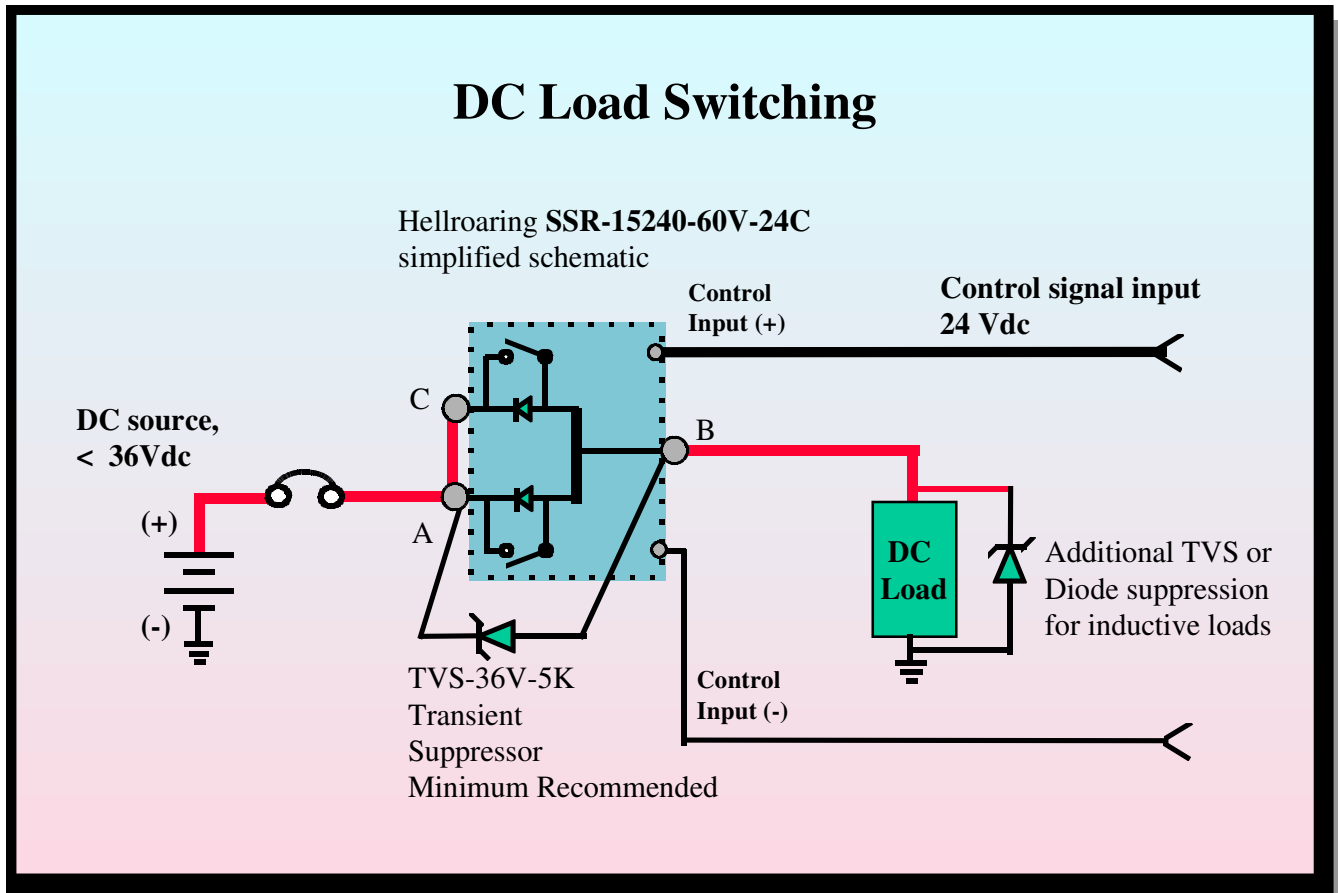 DC Load Switching
Hellroaring SSR-15240-60V-24C
simplified schematic
Control
Input (+)
Control signal input
24 Vdc
C
B
DC source,
< 36Vdc
(+)
A
(-)
DC
Load
Additional TVS or
Diode suppression
for inductive loads
TVS-36V-5K
Transient
Suppressor
Minimum Recommended
Control
Input (-)